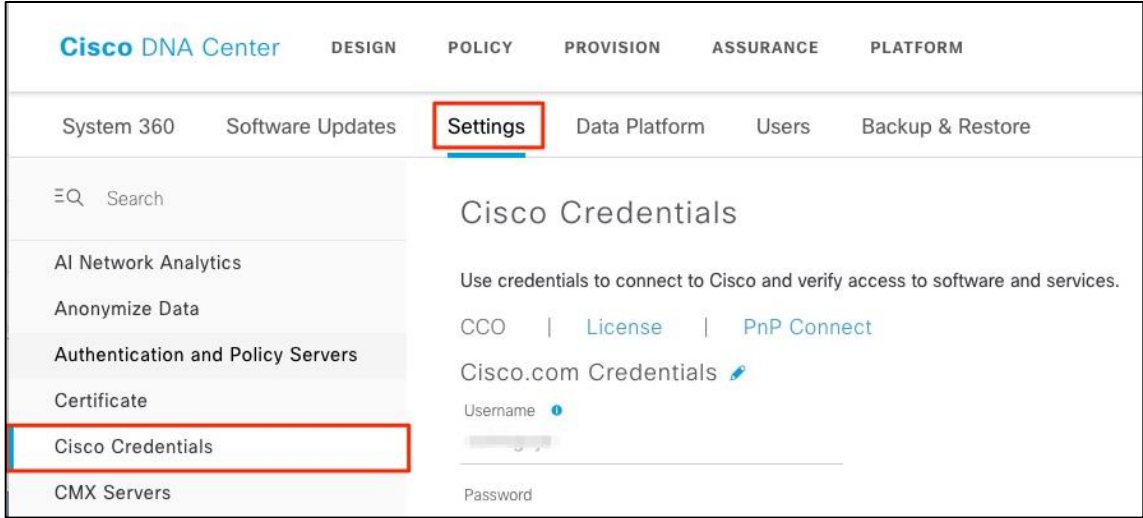 Cisco DNA Center DESIGN POLICY PROVISION ASSURANCE PLATFORM
System 360 Software Updates Settings Data Platform Users Backup & Restore
Search
AI Network Analytics
Anonymize Data
Authentication and Policy Servers
Certificate
Cisco Credentials
CMX Servers
Cisco Credentials
Use credentials to connect to Cisco and verify access to software and services.
CCO | License | PnP Connect
Cisco.com Credentials
Username
Password